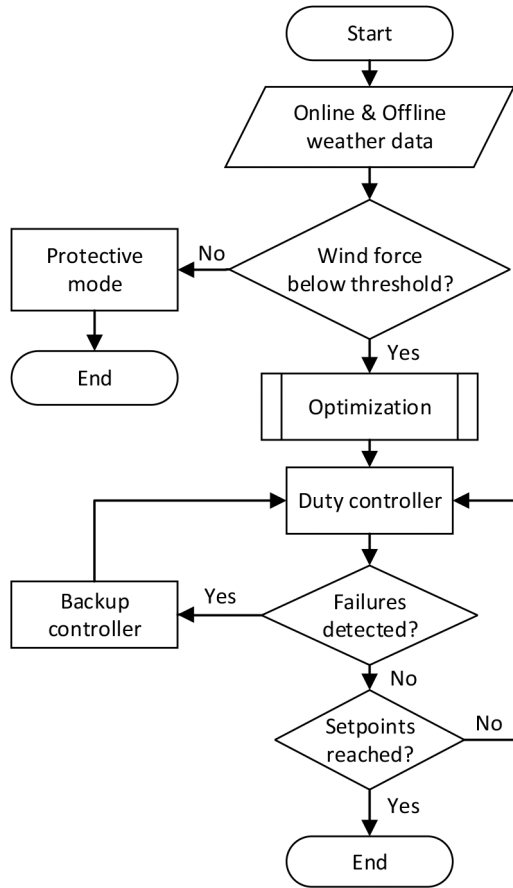 Start
Online & Offline
weather data
Wind force
below threshold?
No
Protective
mode
End
Yes
Optimization
Duty controller
Failures
detected?
Yes
Backup
controller
No
Setpoints
reached?
No
Yes
End